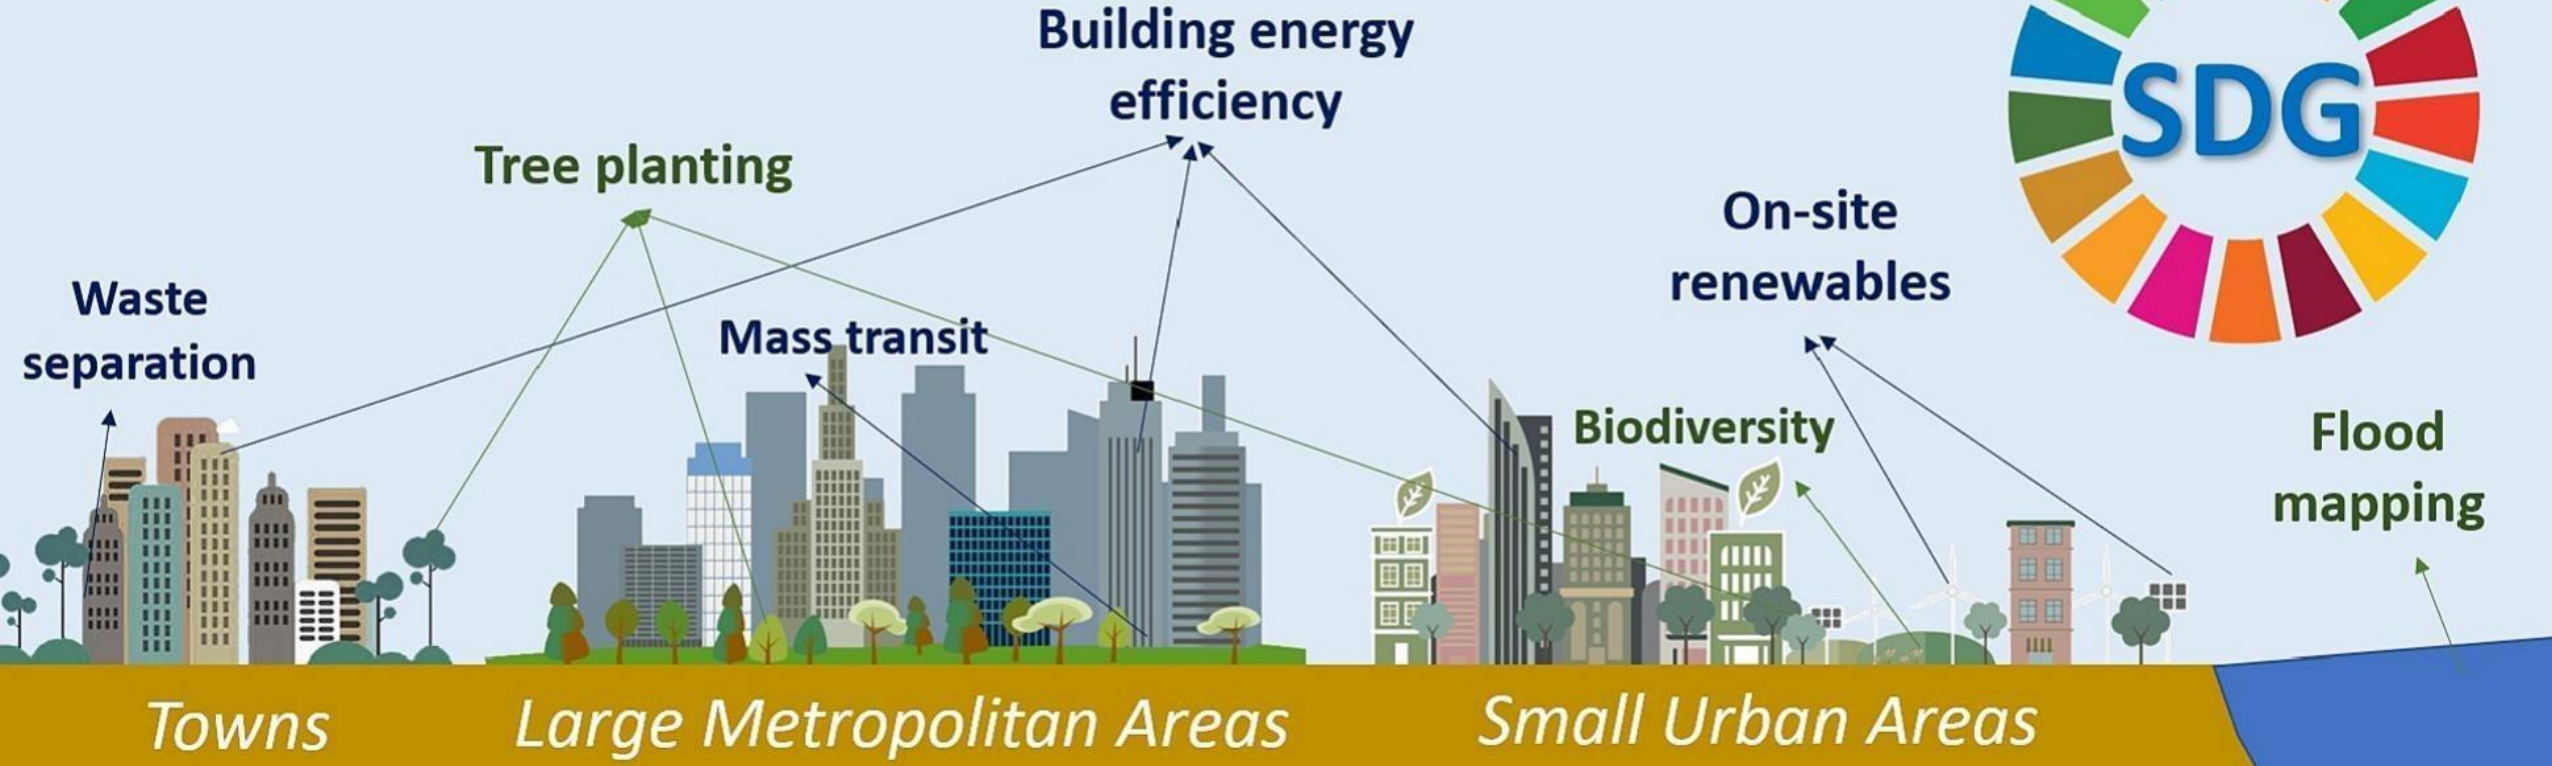 Building energy
efficiency
SDG
Tree planting
On-site
renewables
Waste
separation
Mass transit
Biodiversity
Flood
mapping
Towns
Large Metropolitan Areas
Small Urban Areas